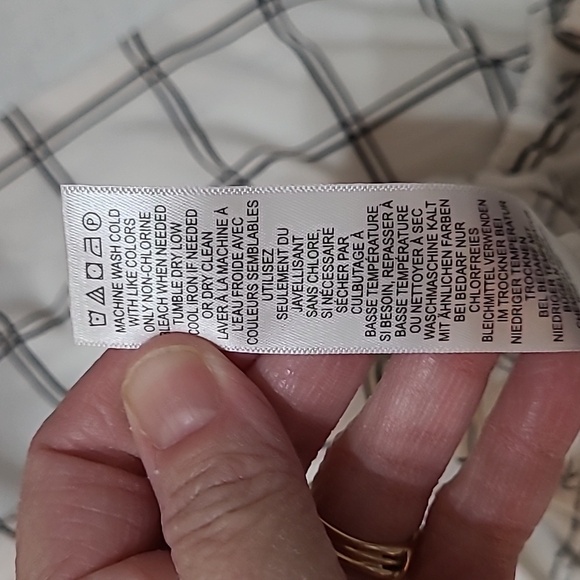 MACHINE WASH COLD
WITH LIKE COLORS
ONLY NON-CHLORINE
BLEACH WHEN NEEDED
TUMBLE DRY LOW
COOL IRON IF NEEDED
OR DRY CLEAN
LAVER À LA MACHINE À
L'EAU FROIDE AVEC
COULEURS SEMBLABLES
UTILISEZ
SEULEMENT DU
JAVELLISANT
SANS CHLORE,
SI NÉCESSAIRE
SÉCHER PAR
CULBUTAGE À
BASSE TEMPÉRATURE
SI BESOIN, REPASSER À
BASSE TEMPÉRATURE
OU NETTOYER À SEC
WASCHMASCHINE KALT
MIT ÄHNLICHEN FARBEN
BEI BEDARF NUR
CHLORFREIES
BLEICHMITTEL VERWENDEN
IM TROCKNER BEI
NIEDRIGER TEMPERATUR
TROCKNEN
BEI BEDARF
NIEDRIGER